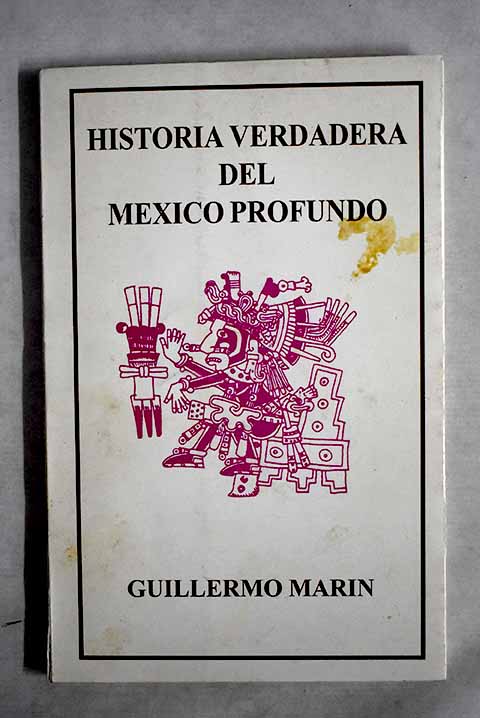 HISTORIA VERDADERA
DEL
MEXICO PROFUNDO
GUILLERMO MARIN